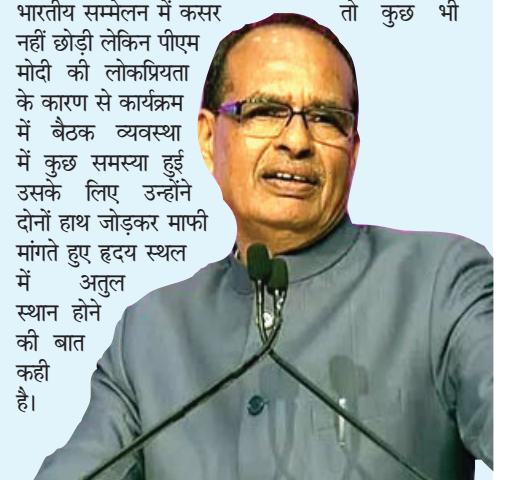 भारतीय सम्मेलन में कसर
नहीं छोड़ी लेकिन पीएम
मोदी की लोकप्रियता
के कारण से कार्यक्रम
में बैठक व्यवस्था
में कुछ समस्या हुई
उसके लिए उन्होंने
दोनों हाथ जोड़कर माफी
मांगते हुए हृदय स्थल
में अतुल
स्थान होने
की बात
कही
है।
तो कुछ भी